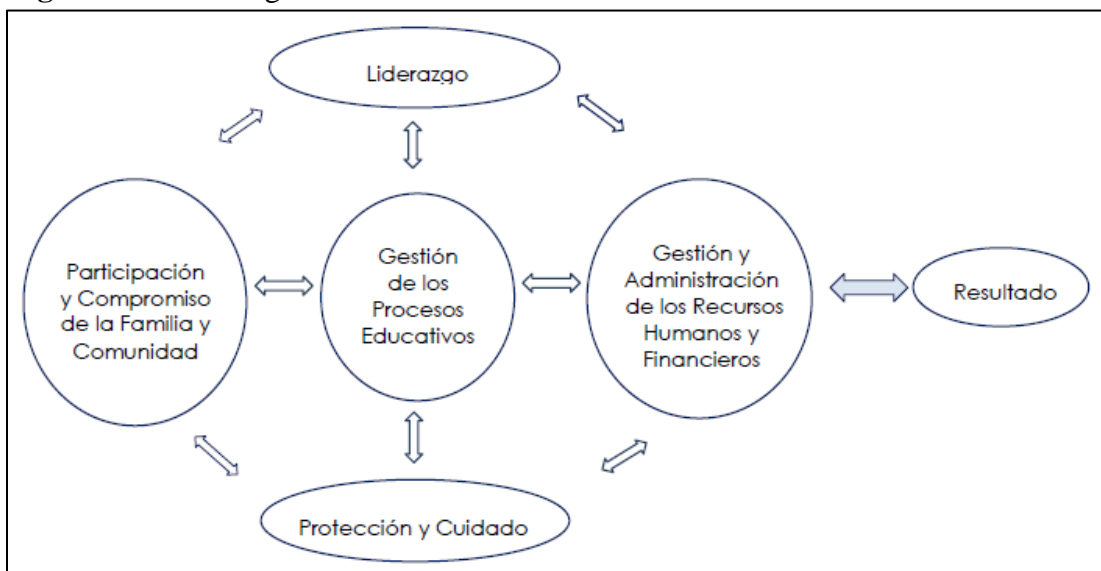 Liderazgo
Participación
y Compromiso
de la Familia y
Comunidad
Gestión
de los
Procesos
Educativos
Gestión y
Administración
de los Recursos
Humanos y
Financieros
Resultado
Protección y Cuidado